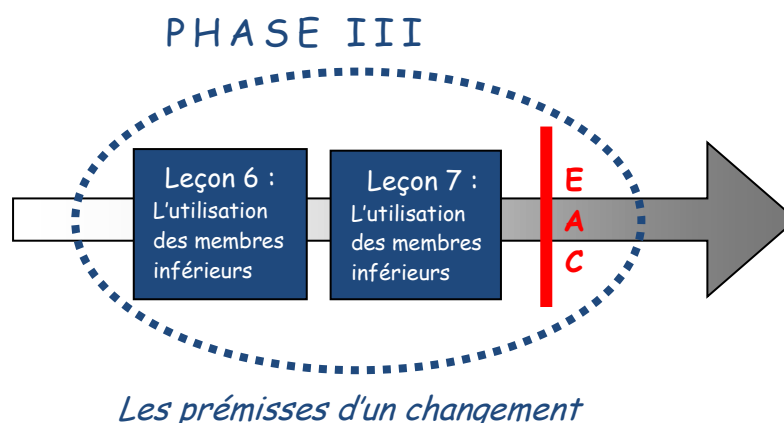 PHASE III
Leçon 6 :
L'utilisation
des membres
inférieurs
Leçon 7 :
L'utilisation
des membres
inférieurs
E
A
C
Les prémisses d'un changement